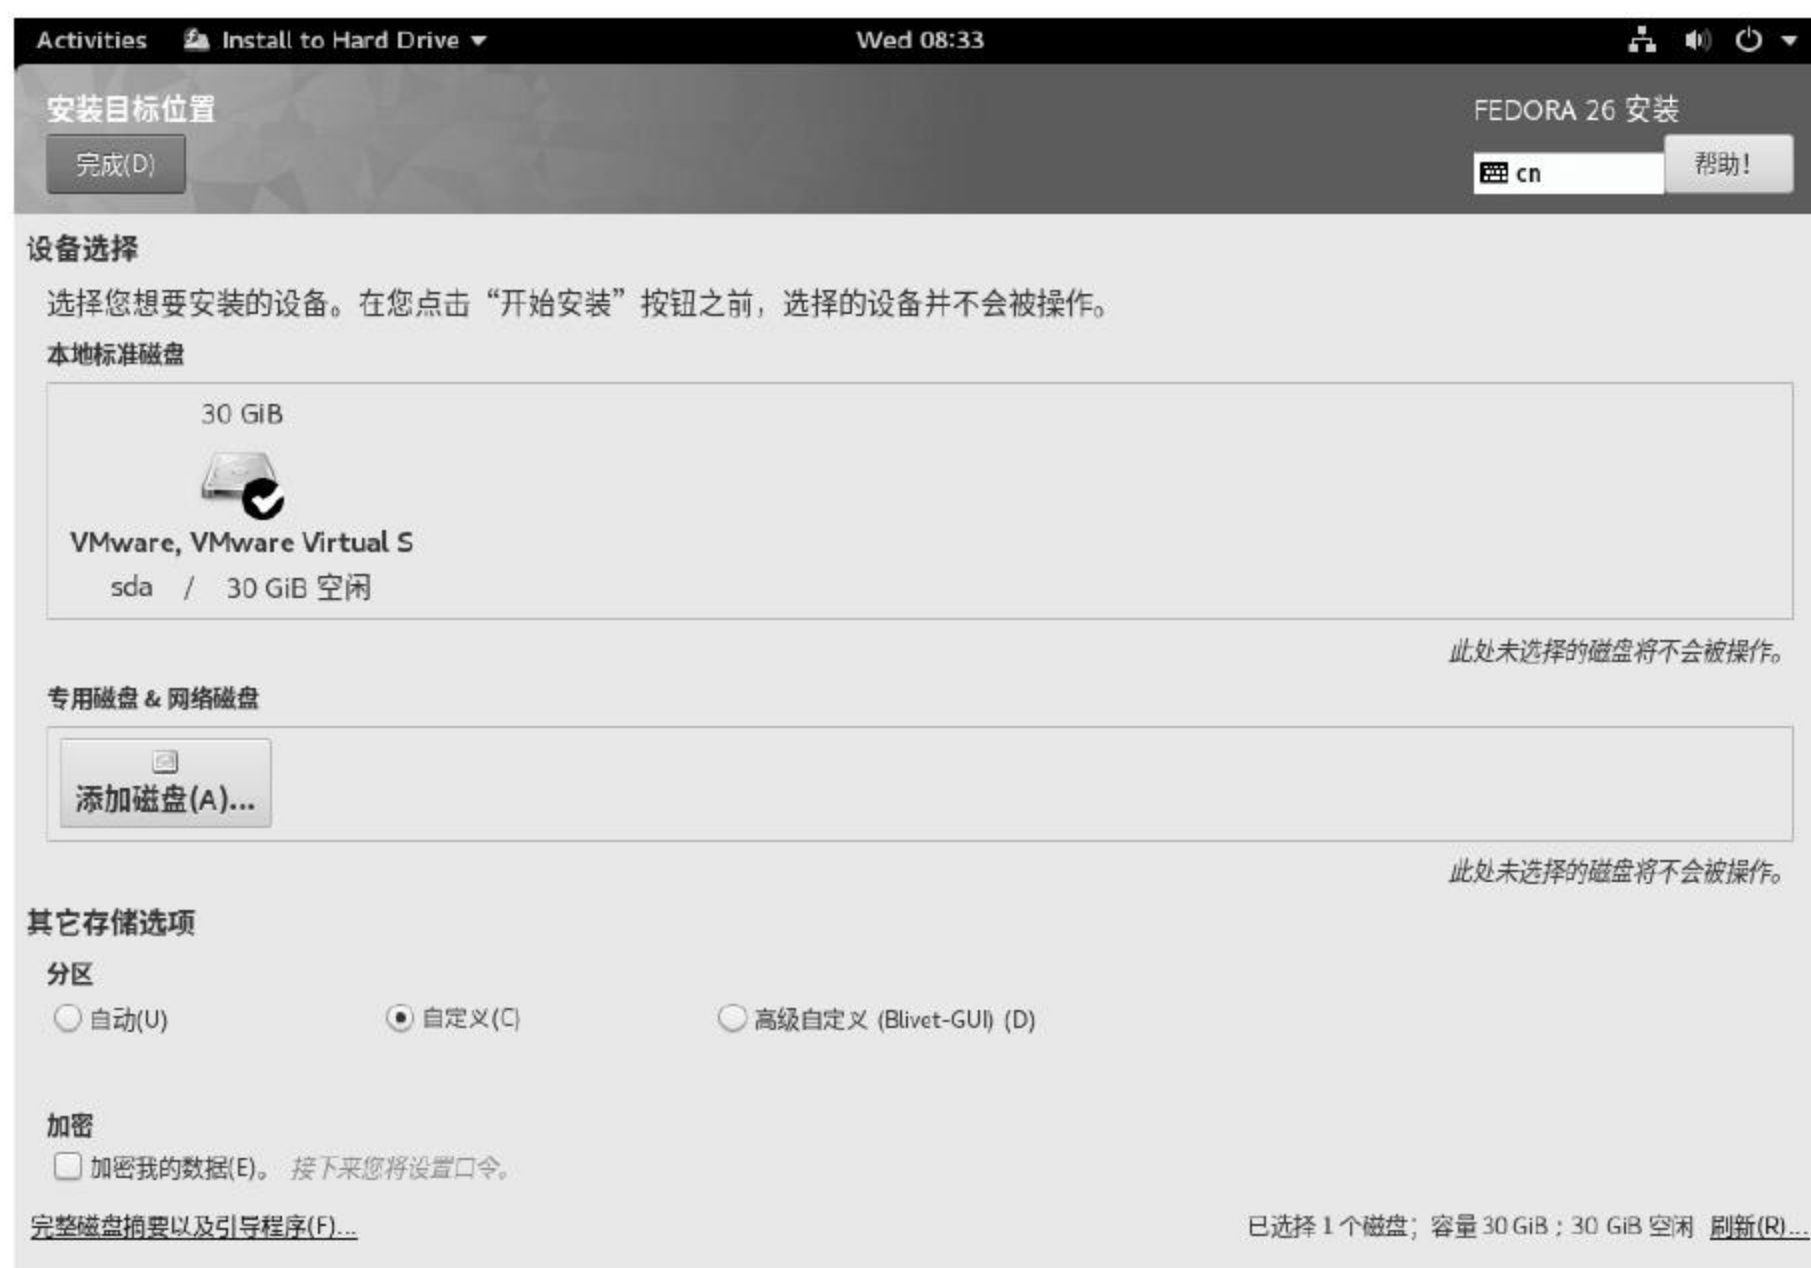 Activities Install to Hard Drive Wed 08:33
安装目标位置 FEDORA 26 安装
完成(D) cn 帮助！
设备选择
选择您想要安装的设备。在您点击“开始安装”按钮之前，选择的设备并不会被操作。
本地标准磁盘
30 GiB
VMware, VMware Virtual S
sda / 30 GiB 空闲
此处未选择的磁盘将不会被操作。
专用磁盘 & 网络磁盘
添加磁盘(A)...
此处未选择的磁盘将不会被操作。
其它存储选项
分区
自动(U) 自定义(C) 高级自定义 (Blivet-GUI) (D)
加密
加密我的数据(E)。 接下来您将设置口令。
完整磁盘摘要以及引导程序(F)... 已选择 1 个磁盘；容量 30 GiB；30 GiB 空闲 刷新(R)...